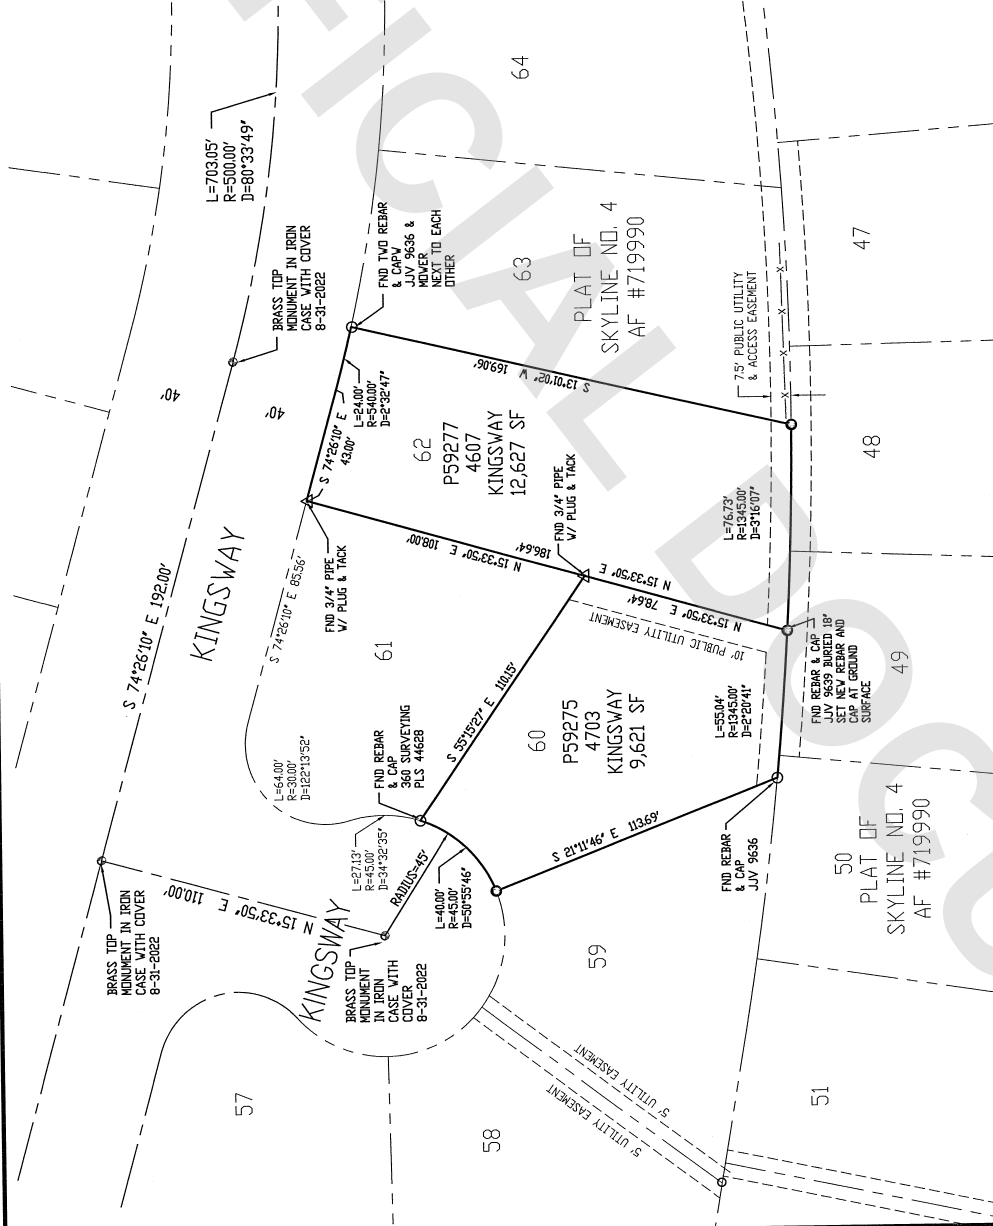 64
L=703.05'
R=500.00'
D=80°33'49"
BRASS TOP
MONUMENT IN IRON
CASE WITH COVER
8-31-2022
FND TWO REBAR
& CAPW
JJV 9636 &
MOWER
NEXT TO EACH
OTHER
63
PLAT OF
SKYLINE NO. 4
AF #719990
47
7.5' PUBLIC UTILITY
& ACCESS EASEMENT
40'
40'
S 74°26'10" E
43.00'
L=24.00'
R=540.00'
D=2°32'47"
S 13°01'02" W 169.06'
62
P59277
4607
KINGSWAY
12,627 SF
48
FND 3/4" PIPE
W/ PLUG & TACK
L=76.73'
R=1345.00'
D=3°16'07"
KINGSWAY
S 74°26'10" E 192.00'
S 74°26'10" E 85.56'
FND 3/4" PIPE
W/ PLUG & TACK
N 15°33'50" E 108.00'
186.64'
N 15°33'50" E
N 15°33'50" E
78.64'
10' PUBLIC UTILITY EASEMENT
61
S 55°15'27" E 110.15'
60
P59275
4703
KINGSWAY
9,621 SF
L=55.04'
R=1345.00'
D=2°20'41"
FND REBAR & CAP
JJV 9639 BURIED 18"
SET NEW REBAR AND
CAP AT GROUND
SURFACE
49
L=64.00'
R=30.00'
D=122°13'52"
FND REBAR
& CAP
360 SURVEYING
PLS 44628
L=27.13'
R=45.00'
D=34°32'35"
RADIUS=45'
L=40.00'
R=45.00'
D=50°55'46"
S 21°11'46" E 113.69'
FND REBAR
& CAP
JJV 9636
50
PLAT OF
SKYLINE NO. 4
AF #719990
N 15°33'50" E 110.00'
BRASS TOP
MONUMENT IN IRON
CASE WITH COVER
8-31-2022
KINGSWAY
BRASS TOP
MONUMENT
IN IRON
CASE WITH
COVER
8-31-2022
59
5' UTILITY EASEMENT
5' UTILITY EASEMENT
57
58
51
X
X
X
X
FICIAL DOCU